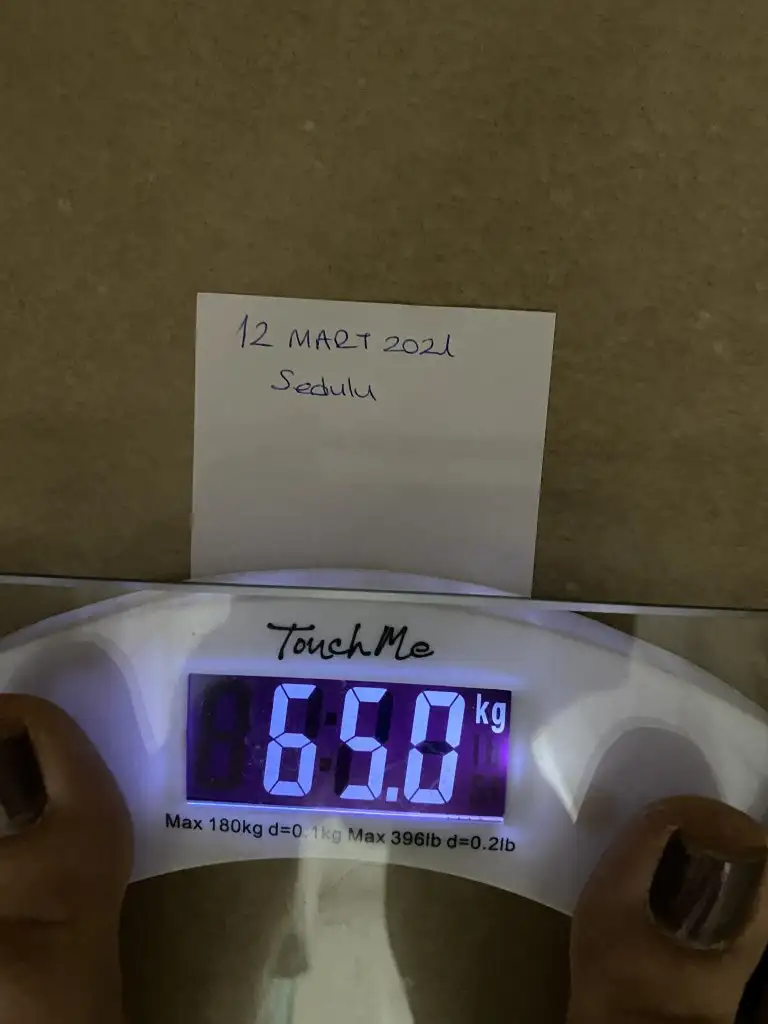 12 MART 2021
Sedulu
TouchMe
65.0 kg
Max 180kg d=0.1kg Max 396lb d=0.2lb